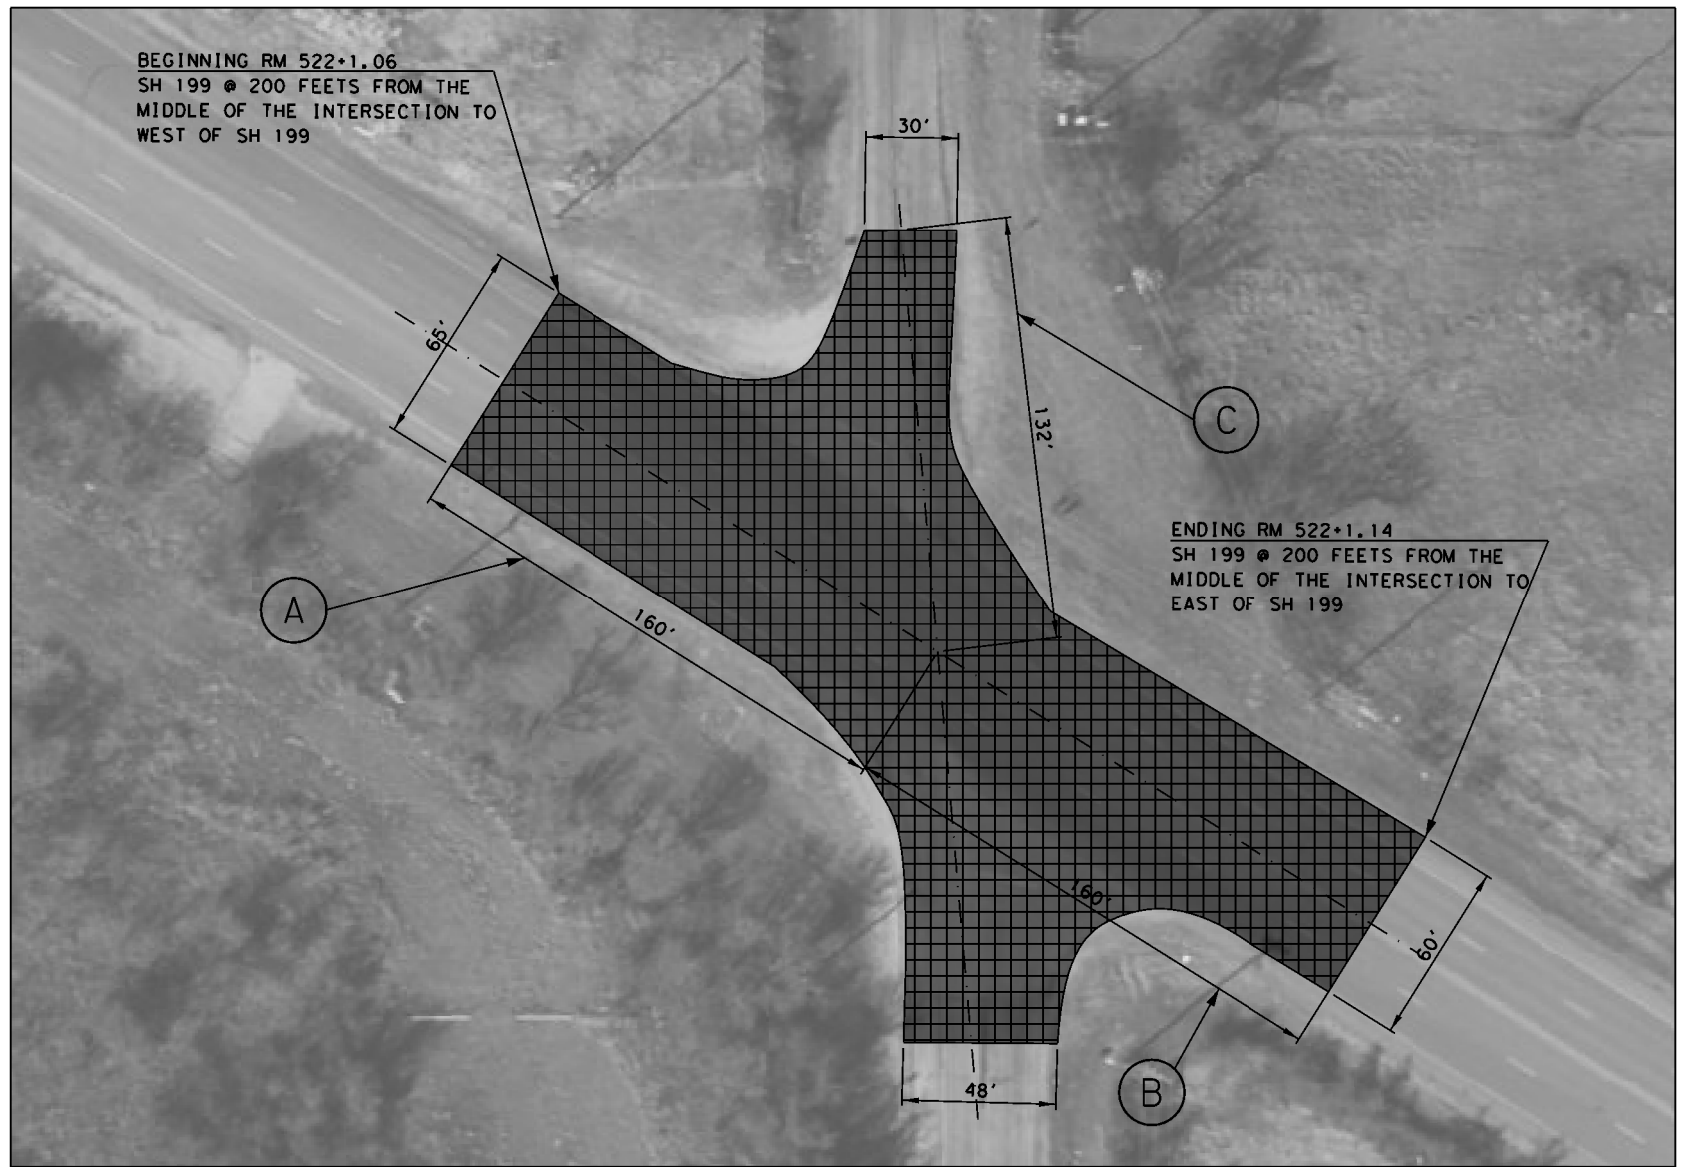 BEGINNING RM 522+1.06
SH 199 @ 200 FEETS FROM THE
MIDDLE OF THE INTERSECTION TO
WEST OF SH 199
30'
65'
C
132'
ENDING RM 522+1.14
SH 199 @ 200 FEETS FROM THE
MIDDLE OF THE INTERSECTION TO
EAST OF SH 199
A
160'
160'
60'
B
48'